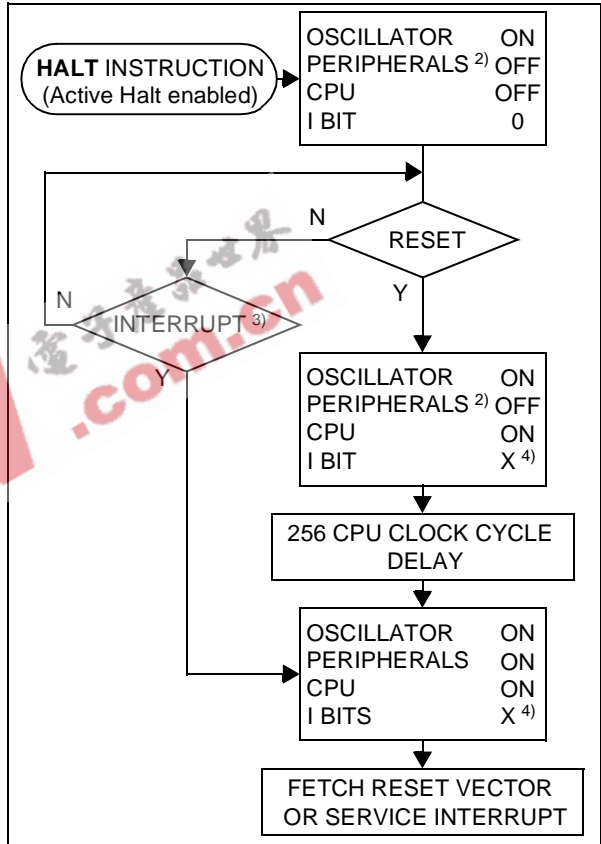 HALT INSTRUCTION
(Active Halt enabled)
OSCILLATOR ON
PERIPHERALS 2) OFF
CPU OFF
I BIT 0
N
RESET
Y
N
INTERRUPT 3)
Y
OSCILLATOR ON
PERIPHERALS 2) OFF
CPU ON
I BIT X 4)
256 CPU CLOCK CYCLE
DELAY
OSCILLATOR ON
PERIPHERALS ON
CPU ON
I BITS X 4)
FETCH RESET VECTOR
OR SERVICE INTERRUPT
.com.cn